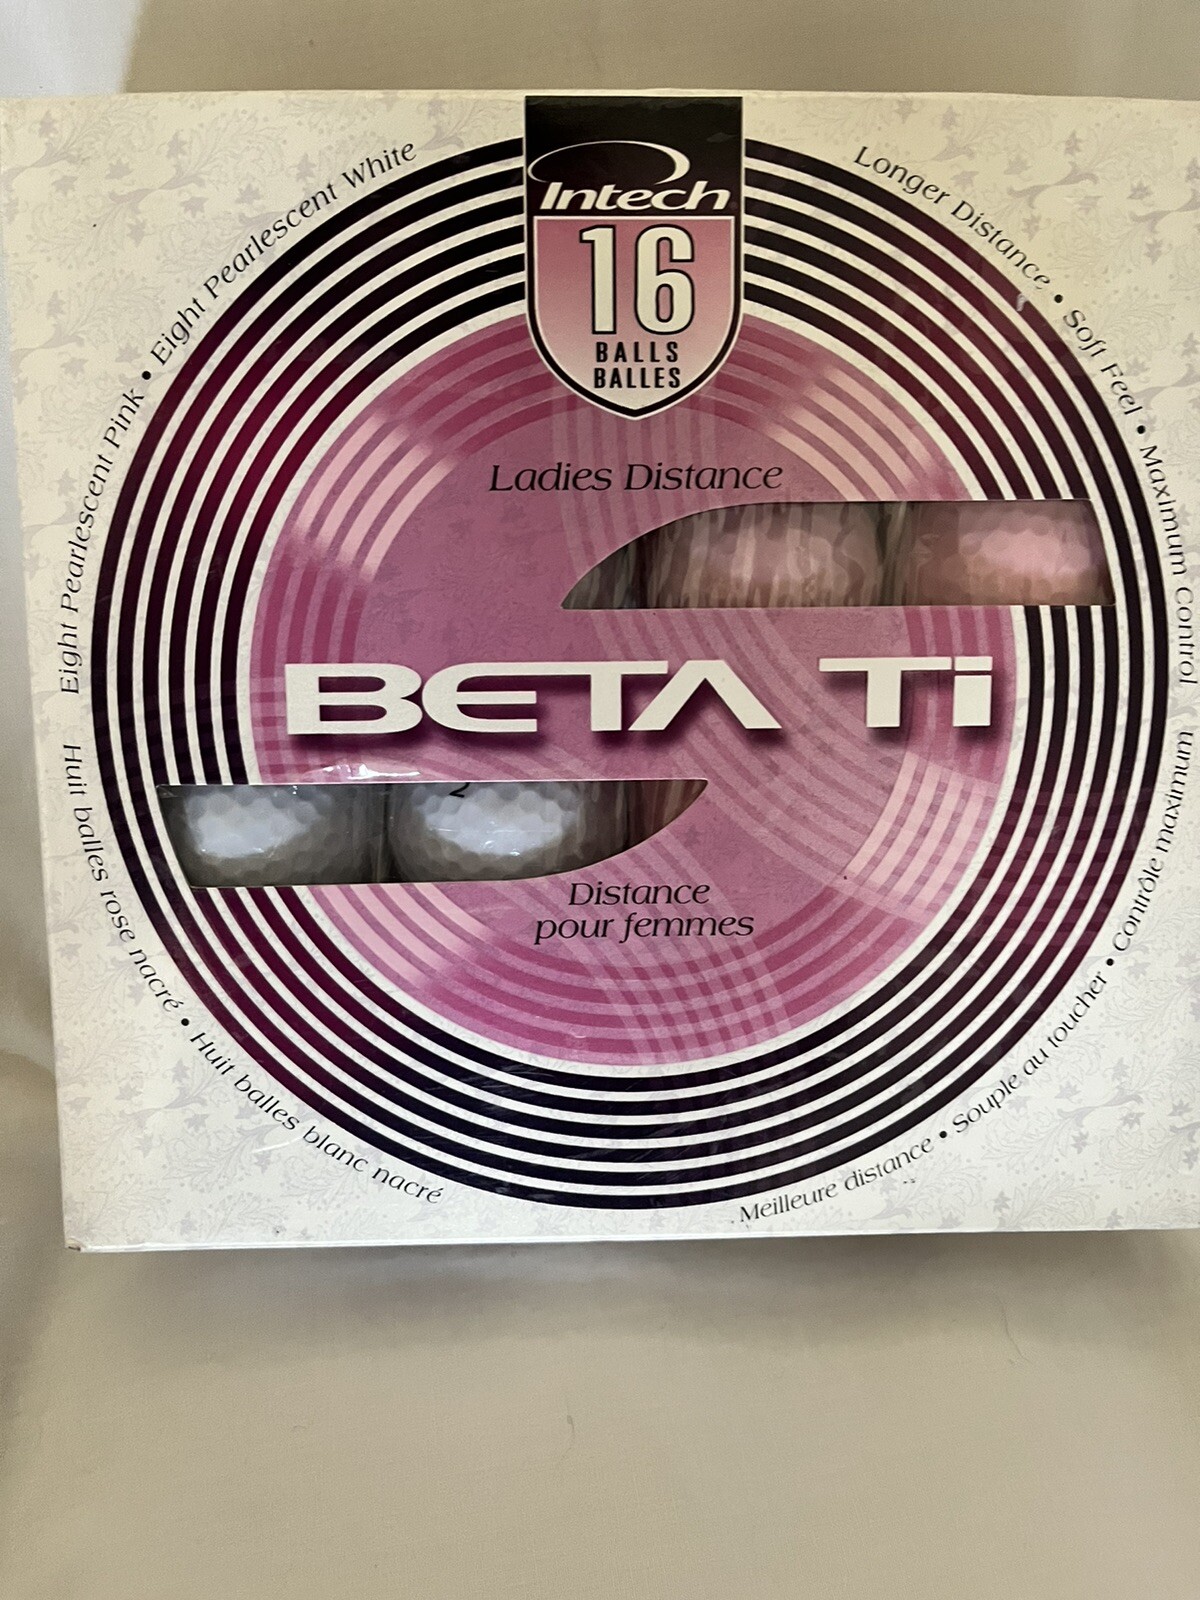 Intech
16
BALLS
BALLES
Eight Pearlescent Pink • Eight Pearlescent White
Longer Distance • Soft Feel • Maximum Control
Ladies Distance
BETA Ti
2
Distance
pour femmes
Huit balles rose nacré • Huit balles blanc nacré
Meilleure distance • Souple au toucher • Contrôle maximum